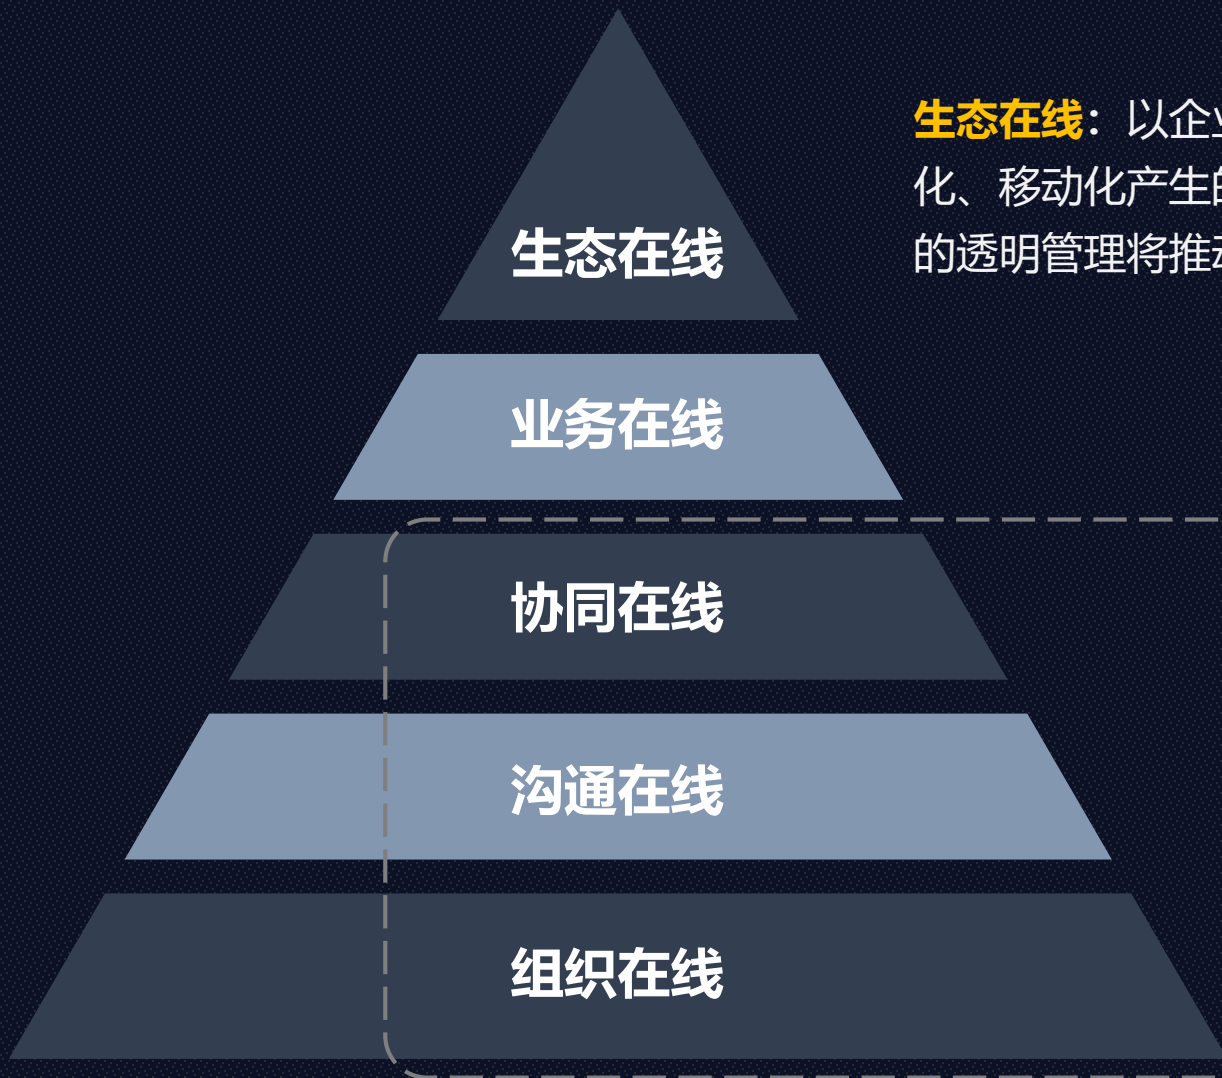 生态在线
生态在线：以企
化、移动化产生
的透明管理将推
业务在线
协同在线
沟通在线
组织在线